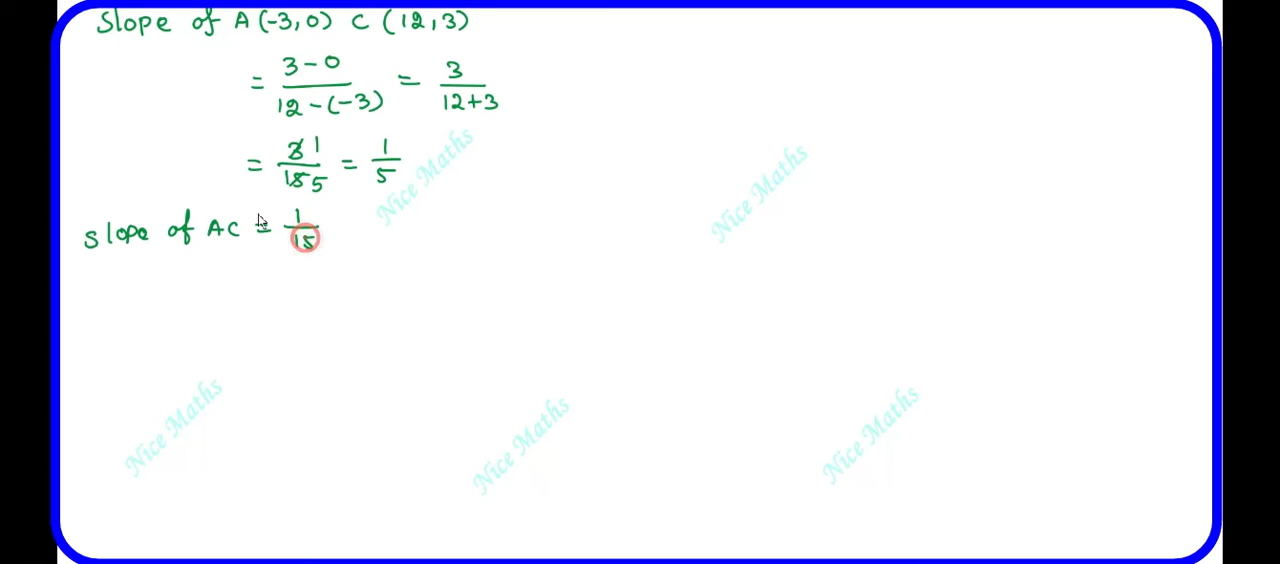 Slope of A (-3,0) C (12,3)
= 3-0 / 12-(-3) = 3 / 12+3
= 3 1 / 15 5 = 1 / 5
Slope of AC = 1 / 15
Nice Maths
Nice Maths
Nice Maths
Nice Maths
Nice Maths